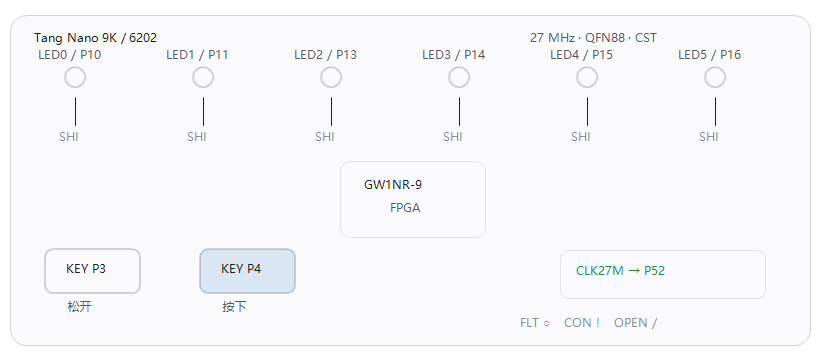 Tang Nano 9K / 6202
27 MHz · QFN88 · CST
LED0 / P10 LED1 / P11 LED2 / P13 LED3 / P14 LED4 / P15 LED5 / P16
SHI SHI SHI SHI SHI SHI
GW1NR-9
FPGA
KEY P3 KEY P4 CLK27M → P52
松开 按下
FLT ○ CON ! OPEN /